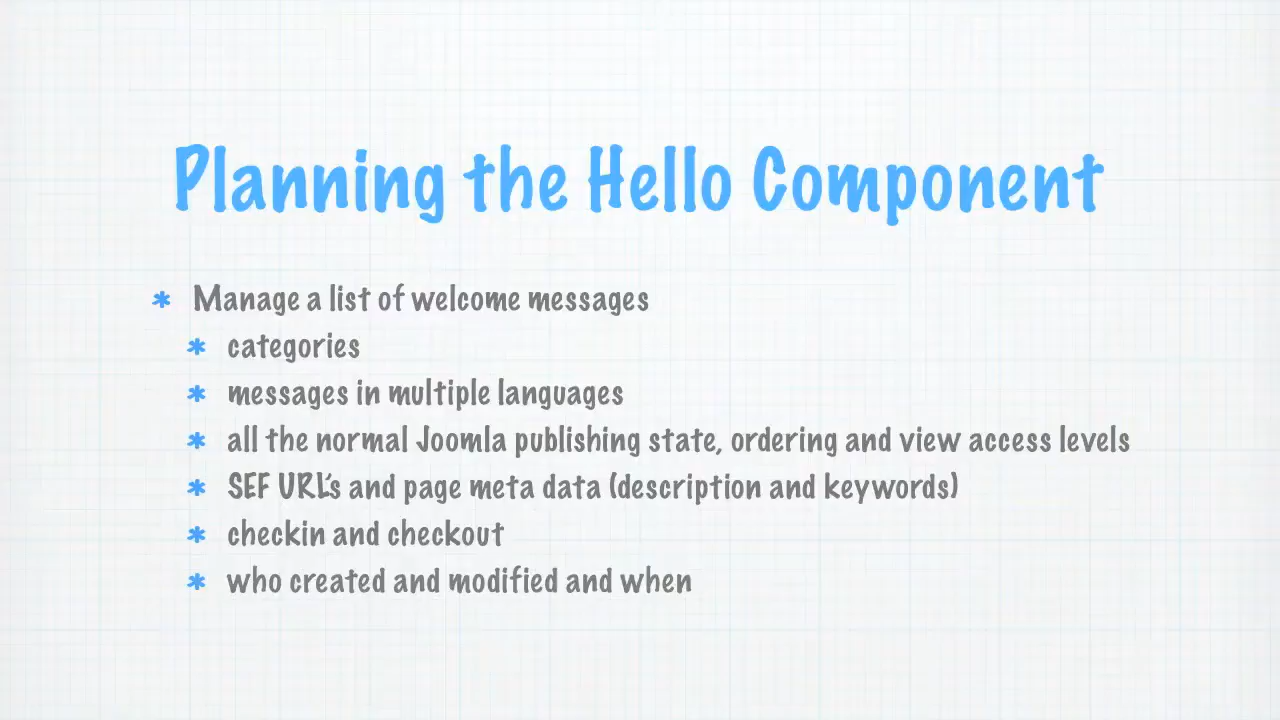 Planning the Hello Component
* Manage a list of welcome messages
* categories
* messages in multiple languages
* all the normal Joomla publishing state, ordering and view access levels
* SEF URL's and page meta data (description and keywords)
* checkin and checkout
* who created and modified and when